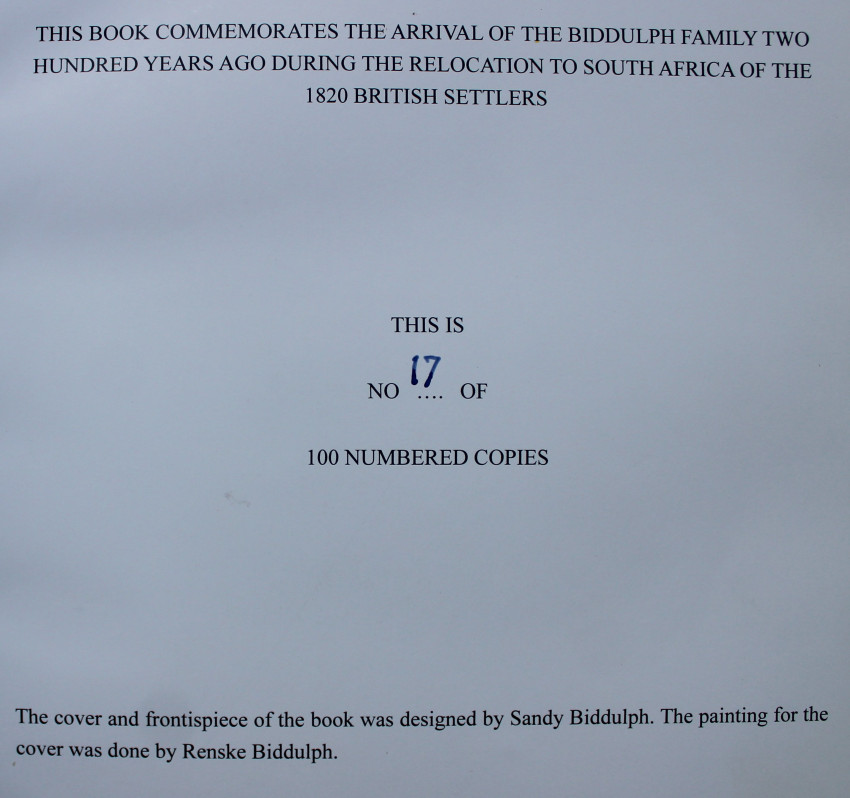 THIS BOOK COMMEMORATES THE ARRIVAL OF THE BIDDULPH FAMILY TWO
HUNDRED YEARS AGO DURING THE RELOCATION TO SOUTH AFRICA OF THE
1820 BRITISH SETTLERS
THIS IS
NO 17 .... OF
100 NUMBERED COPIES
The cover and frontispiece of the book was designed by Sandy Biddulph. The painting for the
cover was done by Renske Biddulph.